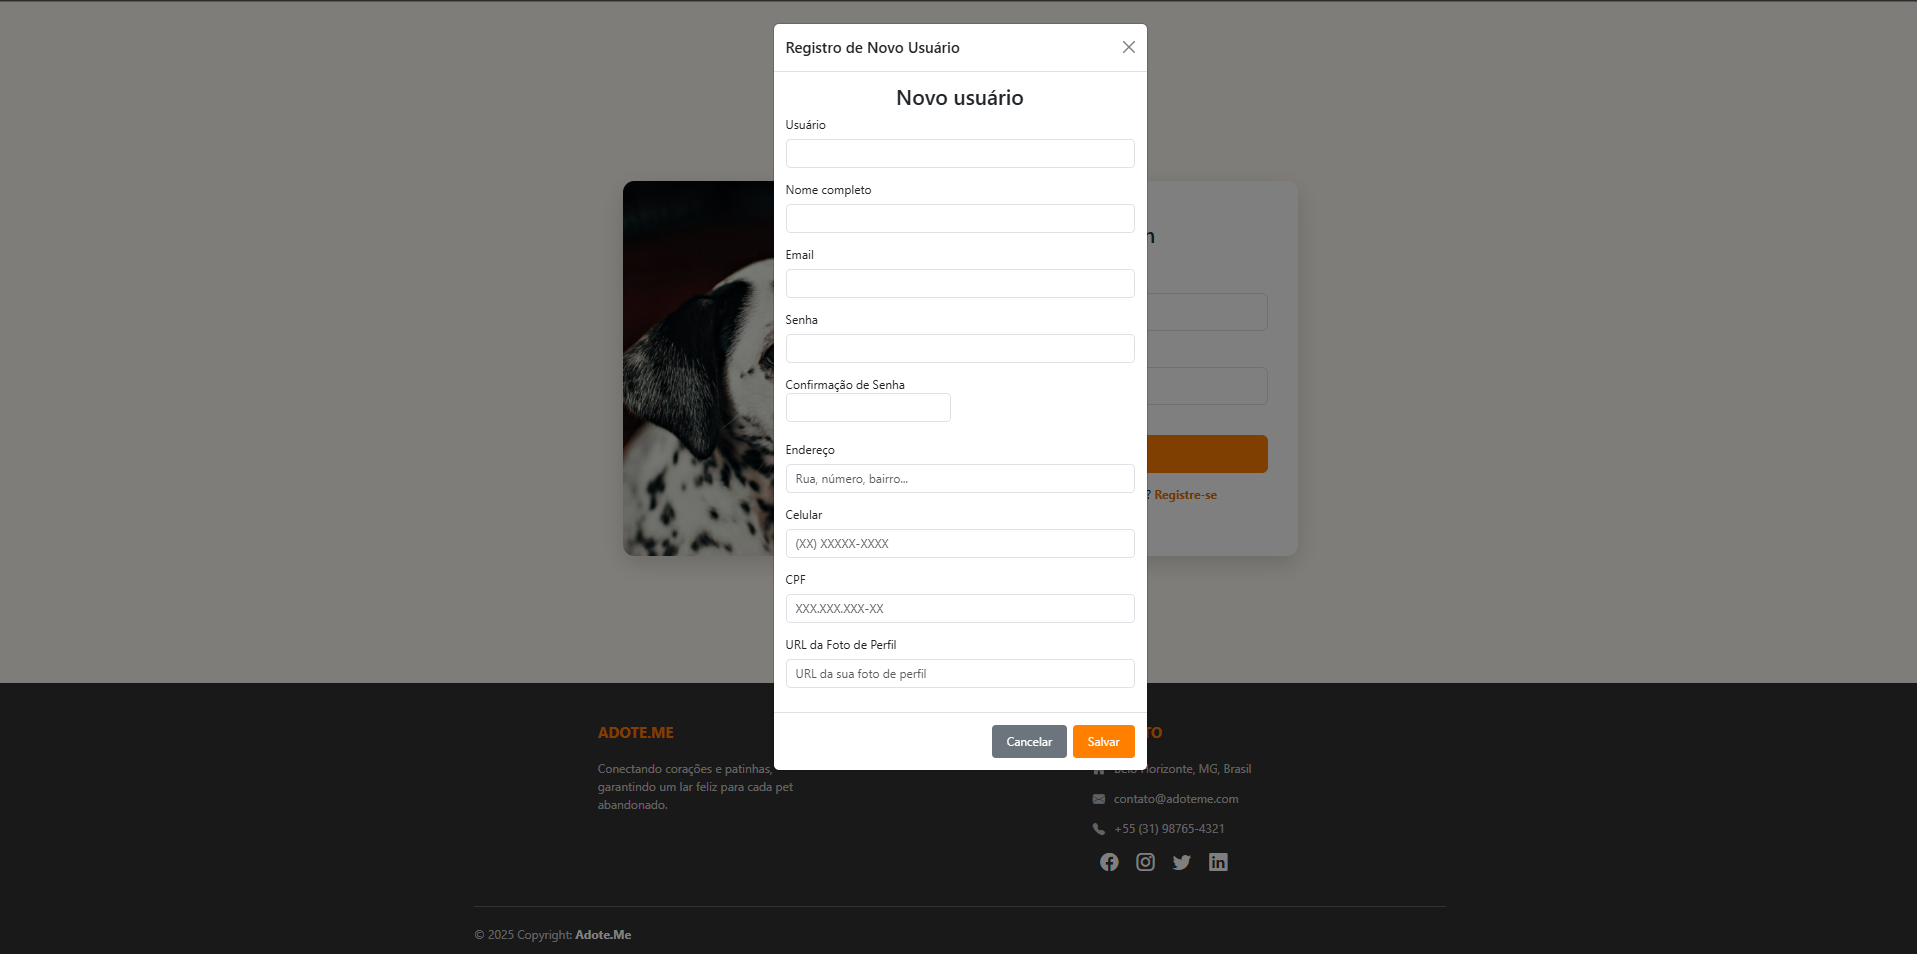 Registro de Novo Usuário
Novo usuário
Usuário
Nome completo
Email
Senha
Confirmação de Senha
Endereço
Rua, número, bairro...
Celular
(XX) XXXXX-XXXX
CPF
XXX.XXX.XXX-XX
URL da Foto de Perfil
URL da sua foto de perfil
Cancelar
Salvar
n
? Registre-se
ADOTE.ME
Conectando corações e patinhas,
garantindo um lar feliz para cada pet
abandonado.
TO
Belo Horizonte, MG, Brasil
contato@adoteme.com
+55 (31) 98765-4321
© 2025 Copyright: Adote.Me